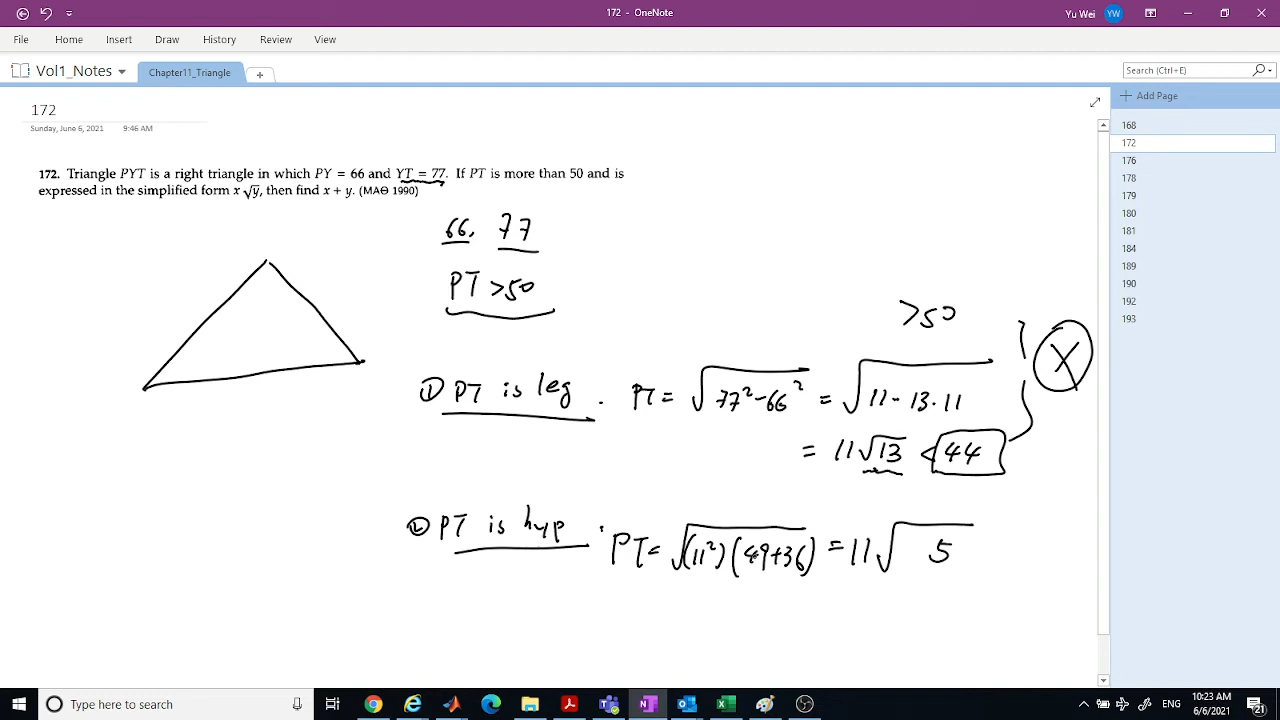 172 - OneNote
Yu Wei YW
File Home Insert Draw History Review View
Vol1_Notes Chapter11_Triangle
Search (Ctrl+E)
Add Page
172
Sunday, June 6, 2021 9:46 AM
172. Triangle PYT is a right triangle in which PY = 66 and YT = 77. If PT is more than 50 and is
expressed in the simplified form x √y, then find x + y. (MAΘ 1990)
66, 77
PT >50
>50
① PT is leg . PT = √77²-66² = √11 - 13 · 11
= 11√13 < 44
X
② PT is hyp PT= √(11²)(49+36) = 11√ 5
168
172
176
178
179
180
181
184
189
190
192
193
Type here to search
ENG
10:23 AM
6/6/2021
21